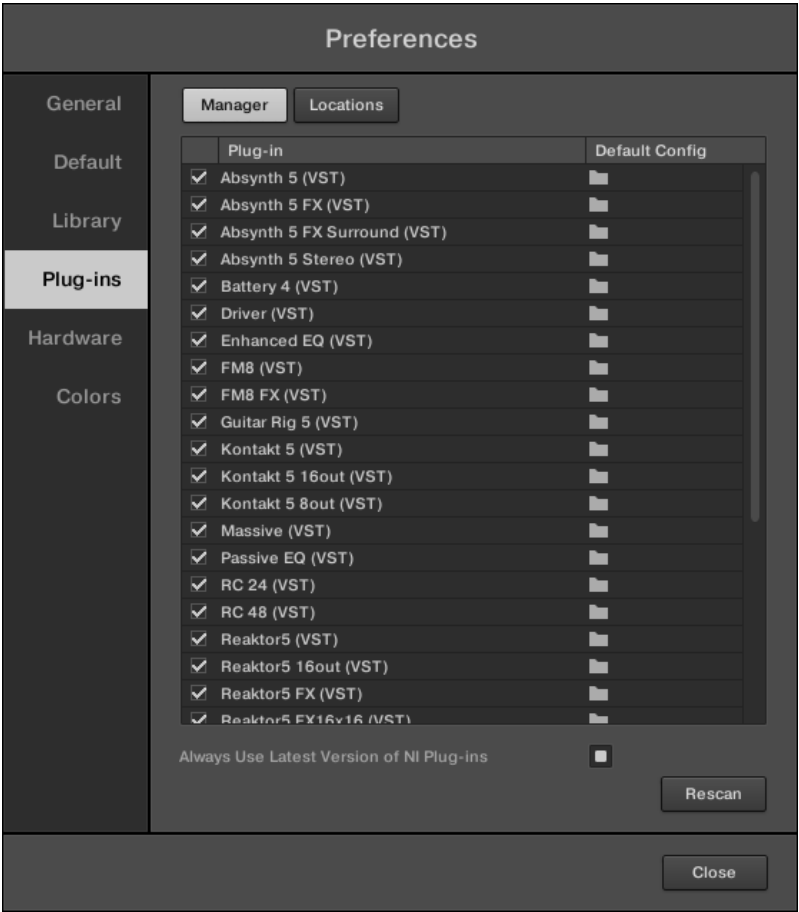 Preferences
General
Default
Library
Plug-ins
Hardware
Colors
Manager Locations
Plug-in Default Config
Absynth 5 (VST)
Absynth 5 FX (VST)
Absynth 5 FX Surround (VST)
Absynth 5 Stereo (VST)
Battery 4 (VST)
Driver (VST)
Enhanced EQ (VST)
FM8 (VST)
FM8 FX (VST)
Guitar Rig 5 (VST)
Kontakt 5 (VST)
Kontakt 5 16out (VST)
Kontakt 5 8out (VST)
Massive (VST)
Passive EQ (VST)
RC 24 (VST)
RC 48 (VST)
Reaktor5 (VST)
Reaktor5 16out (VST)
Reaktor5 FX (VST)
Reaktor5 FX16x16 (VST)
Always Use Latest Version of NI Plug-ins
Rescan
Close